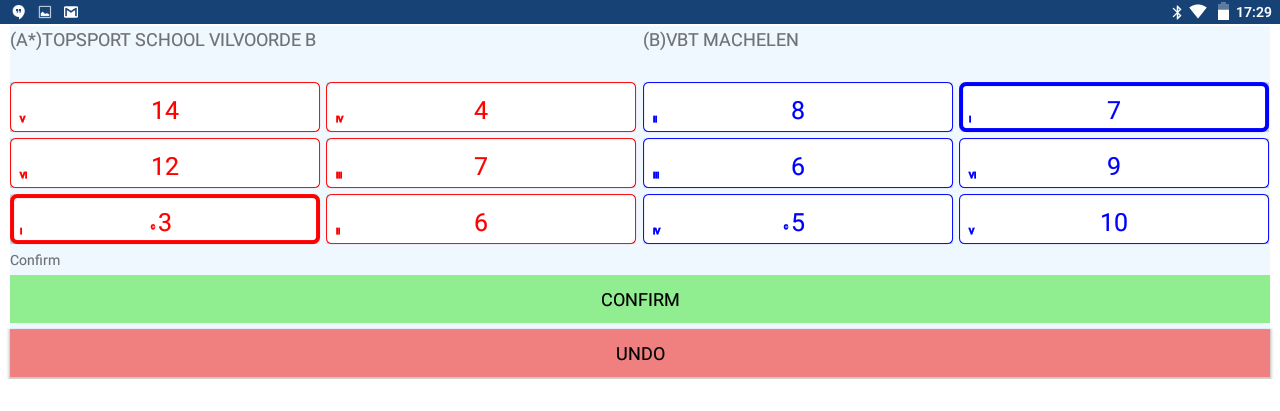 17:29
(A*)TOPSPORT SCHOOL VILVOORDE B (B)VBT MACHELEN
V 14 IV 4 II 8 I 7
VI 12 III 7 III 6 VI 9
I C 3 II 6 IV C 5 V 10
Confirm
CONFIRM
UNDO